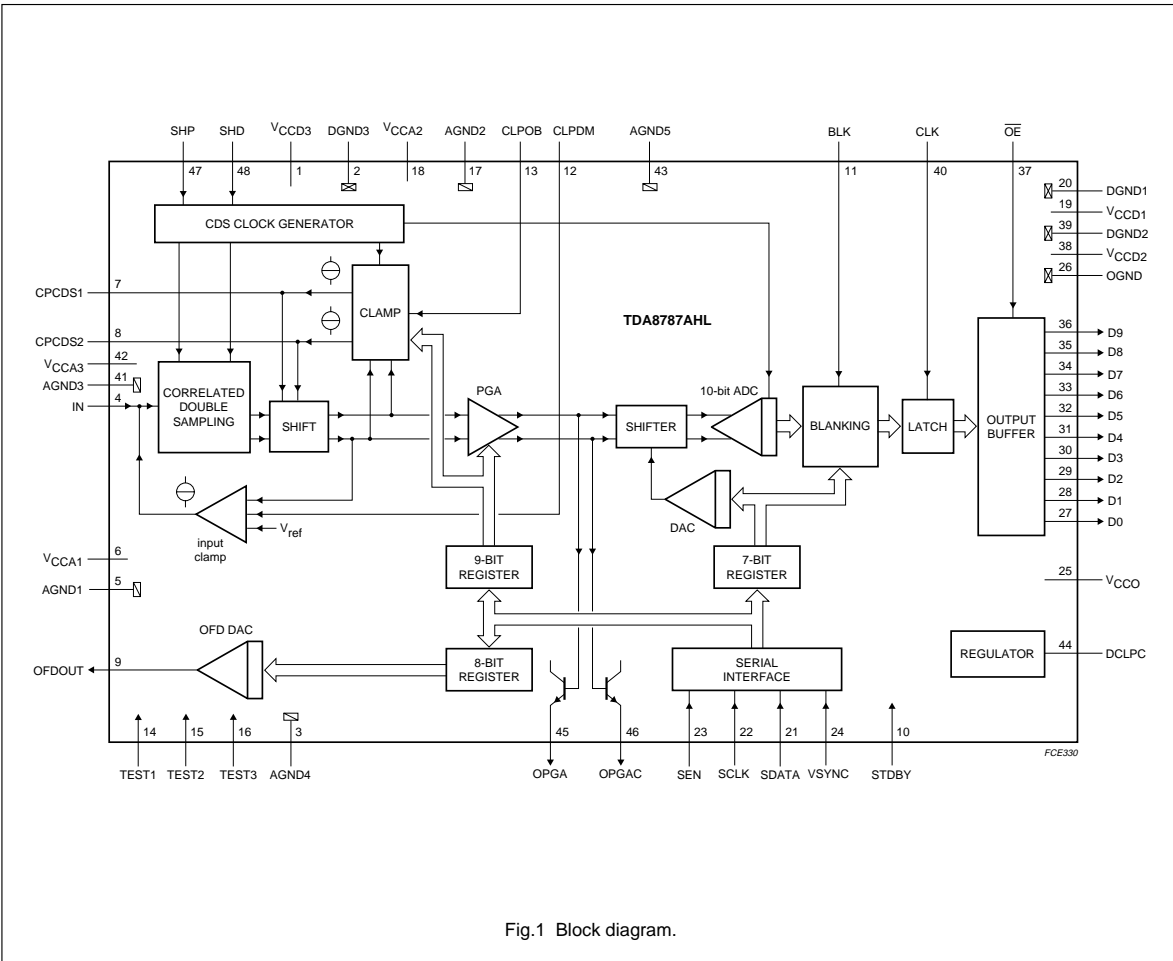 SHP SHD VCCD3 DGND3 VCCA2 AGND2 CLPOB CLPDM AGND5 BLK CLK OE
47 48 1 2 18 17 13 12 43 11 40 37
20 DGND1
19 VCCD1
39 DGND2
38 VCCD2
26 OGND
CDS CLOCK GENERATOR
CPCDS1 7
CLAMP
TDA8787AHL
CPCDS2 8
VCCA3 42
AGND3 41
IN 4
CORRELATED
DOUBLE
SAMPLING
SHIFT
PGA
SHIFTER
10-bit ADC
BLANKING
LATCH
OUTPUT
BUFFER
36 D9
35 D8
34 D7
33 D6
32 D5
31 D4
30 D3
29 D2
28 D1
27 D0
Vref
input
clamp
DAC
VCCA1 6
AGND1 5
9-BIT
REGISTER
7-BIT
REGISTER
25 VCCO
OFD DAC
OFDOUT 9
8-BIT
REGISTER
SERIAL
INTERFACE
REGULATOR
44 DCLPC
14 15 16 3 45 46 23 22 21 24 10
TEST1 TEST2 TEST3 AGND4 OPGA OPGAC SEN SCLK SDATA VSYNC STDBY
FCE330
Fig.1 Block diagram.